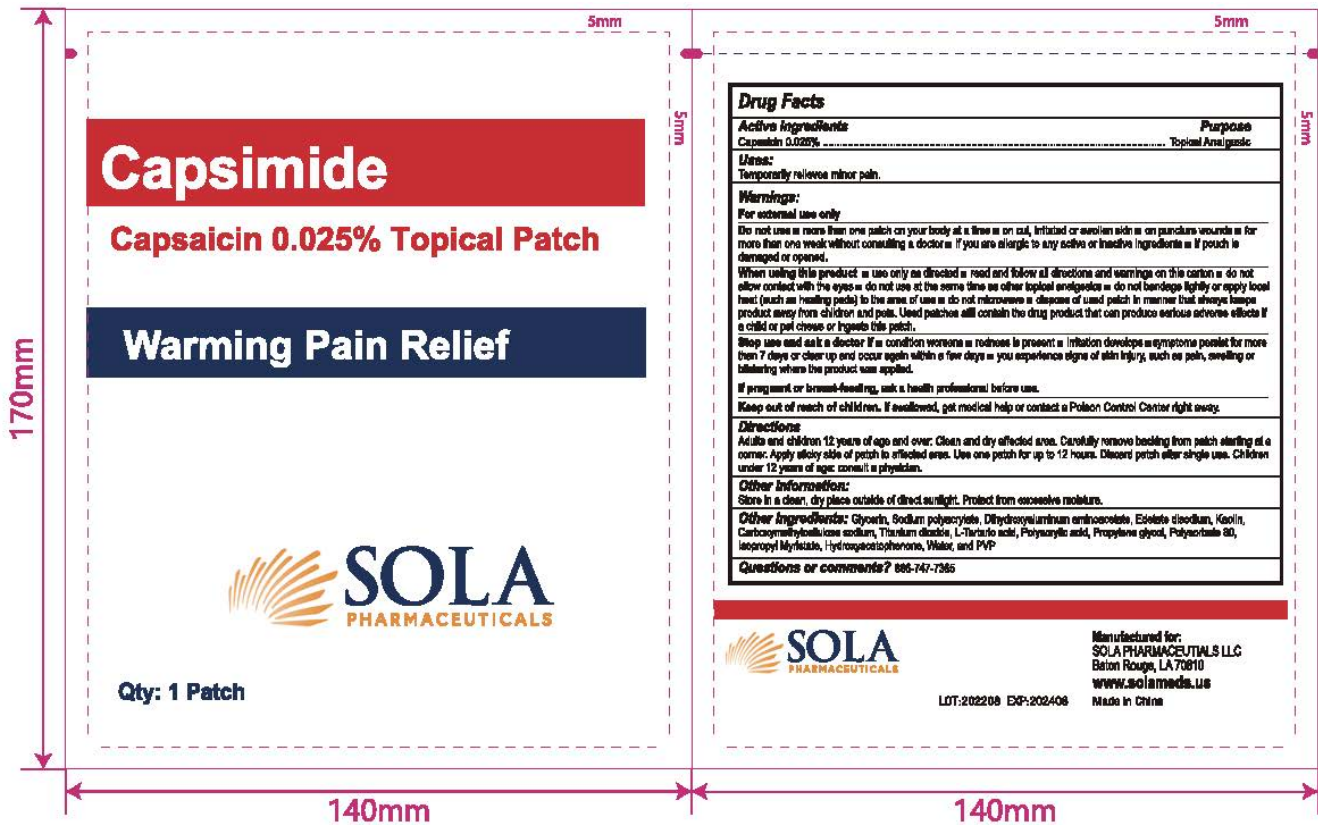 5mm
5mm
170mm
Capsimide
Capsaicin 0.025% Topical Patch
Warming Pain Relief
SOLA
PHARMACEUTICALS
Qty: 1 Patch
140mm
5mm
5mm
Drug Facts
Active ingredients Purpose
Capsaicin 0.025% Topical Analgesic
Uses:
Temporarily relieves minor pain.
Warnings:
For external use only
Do not use ■ more than one patch on your body at a time ■ on cut, irritated or swollen skin ■ on puncture wounds ■ for
more than one week without consulting a doctor ■ if you are allergic to any active or inactive ingredients ■ if pouch is
damaged or opened.
When using this product ■ use only as directed ■ read and follow all directions and warnings on this carton ■ do not
allow contact with the eyes ■ do not use at the same time as other topical analgesics ■ do not bandage tightly or apply local
heat (such as heating pads) to the area of use ■ do not microwave ■ dispose of used patch in manner that always keeps
product away from children and pets. Used patches still contain the drug product that can produce serious adverse effects if
a child or pet chews or ingests this patch.
Stop use and ask a doctor if ■ condition worsens ■ redness is present ■ irritation develops ■ symptoms persist for more
than 7 days or clear up and occur again within a few days ■ you experience signs of skin injury, such as pain, swelling or
blistering where the product was applied.
If pregnant or breast-feeding, ask a health professional before use.
Keep out of reach of children. If swallowed, get medical help or contact a Poison Control Center right away.
Directions
Adults and children 12 years of age and over: Clean and dry affected area. Carefully remove backing from patch starting at a
corner. Apply sticky side of patch to affected area. Use one patch for up to 12 hours. Discard patch after single use. Children
under 12 years of age: consult a physician.
Other information:
Store in a clean, dry place outside of direct sunlight. Protect from excessive moisture.
Other Ingredients: Glycerin, Sodium polyacrylate, Dihydroxyaluminum aminoacetate, Edetate disodium, Kaolin,
Carboxymethylcellulose sodium, Titanium dioxide, L-Tartaric acid, Polyacrylic acid, Propylene glycol, Polysorbate 80,
Isopropyl Myristate, Hydroxyacetophenone, Water, and PVP
Questions or comments? 866-747-7365
SOLA
PHARMACEUTICALS
Manufactured for:
SOLA PHARMACEUTIALS LLC
Baton Rouge, LA 70810
www.solameds.us
LOT:202208 EXP:202408 Made in China
140mm